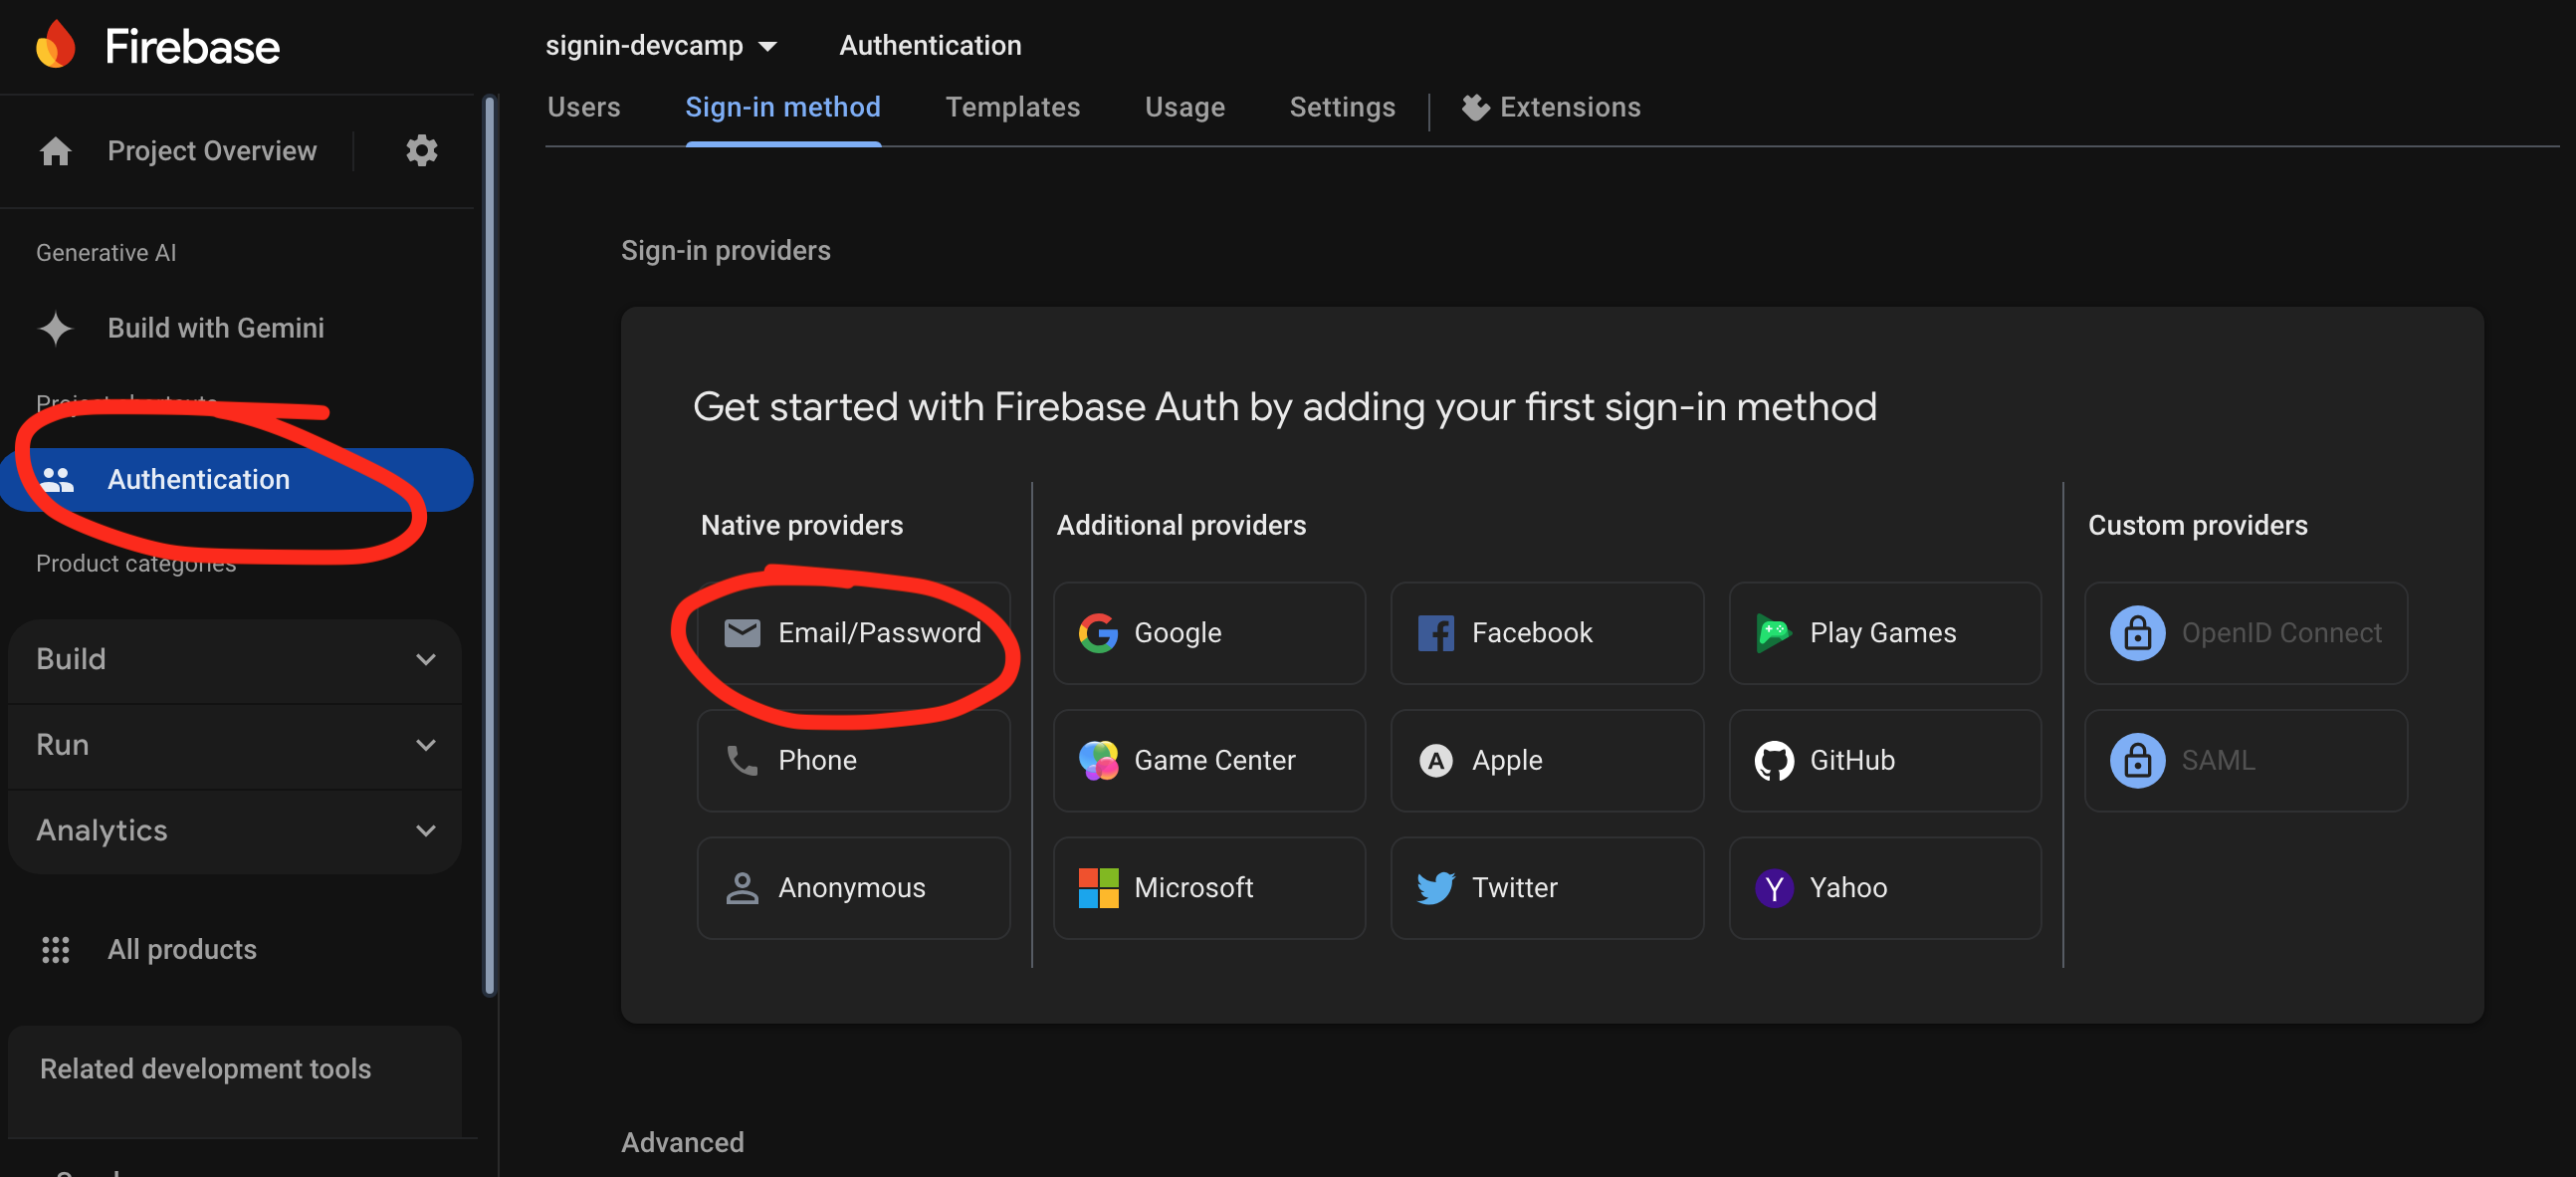 Firebase
signin-devcamp
Authentication
Users
Sign-in method
Templates
Usage
Settings
Extensions
Project Overview
Generative AI
Build with Gemini
Authentication
Product categories
Build
Run
Analytics
All products
Related development tools
Sign-in providers
Get started with Firebase Auth by adding your first sign-in method
Native providers
Email/Password
Phone
Anonymous
Additional providers
Google
Facebook
Play Games
Game Center
Apple
GitHub
Microsoft
Twitter
Yahoo
Custom providers
OpenID Connect
SAML
Advanced